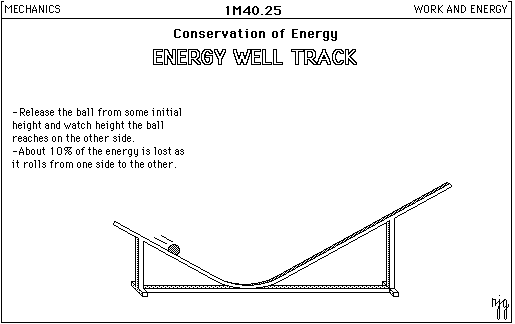 MECHANICS
1M40.25
WORK AND ENERGY
Conservation of Energy
ENERGY WELL TRACK
-Release the ball from some initial
height and watch height the ball
reaches on the other side.
-About 10% of the energy is lost as
it rolls from one side to the other.
njg